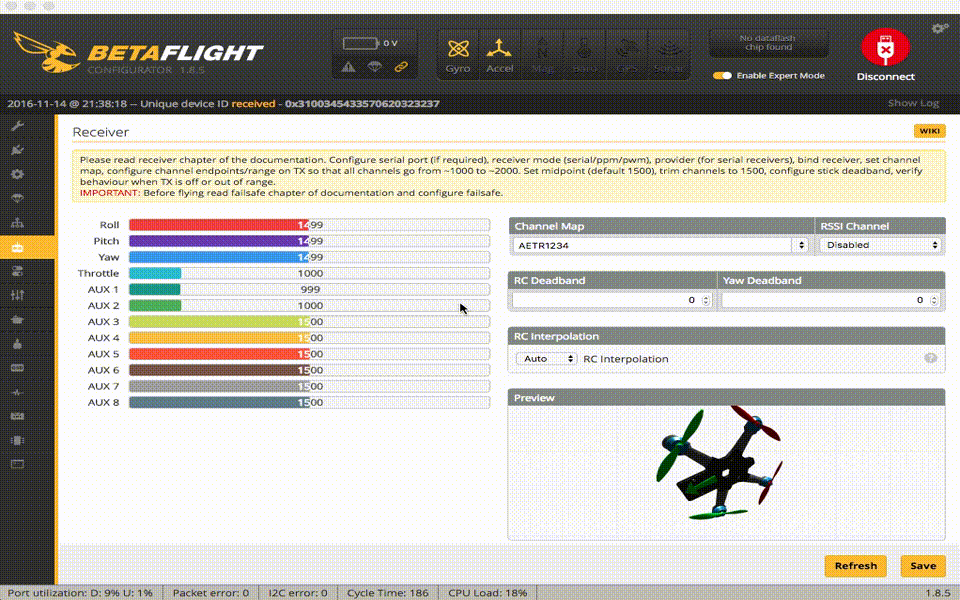 BETAFLIGHT
CONFIGURATOR 1.8.5
0 V
Gyro
Accel
Mag
Baro
GPS
Sonar
No dataflash
chip found
Enable Expert Mode
Disconnect
2016-11-14 @ 21:38:18 -- Unique device ID received - 0x3100345433570620323237
Show Log
Receiver
WIKI
Please read receiver chapter of the documentation. Configure serial port (if required), receiver mode (serial/ppm/pwm), provider (for serial receivers), bind receiver, set channel
map, configure channel endpoints/range on TX so that all channels go from ~1000 to ~2000. Set midpoint (default 1500), trim channels to 1500, configure stick deadband, verify
behaviour when TX is off or out of range.
IMPORTANT: Before flying read failsafe chapter of documentation and configure failsafe.
Roll 1499
Pitch 1499
Yaw 1499
Throttle 1000
AUX 1 999
AUX 2 1000
AUX 3 1500
AUX 4 1500
AUX 5 1500
AUX 6 1500
AUX 7 1500
AUX 8 1500
Channel Map
RSSI Channel
AETR1234
Disabled
RC Deadband
Yaw Deadband
0
0
RC Interpolation
Auto
RC Interpolation
?
Preview
Refresh
Save
Port utilization: D: 9% U: 1%
Packet error: 0
I2C error: 0
Cycle Time: 186
CPU Load: 18%
1.8.5